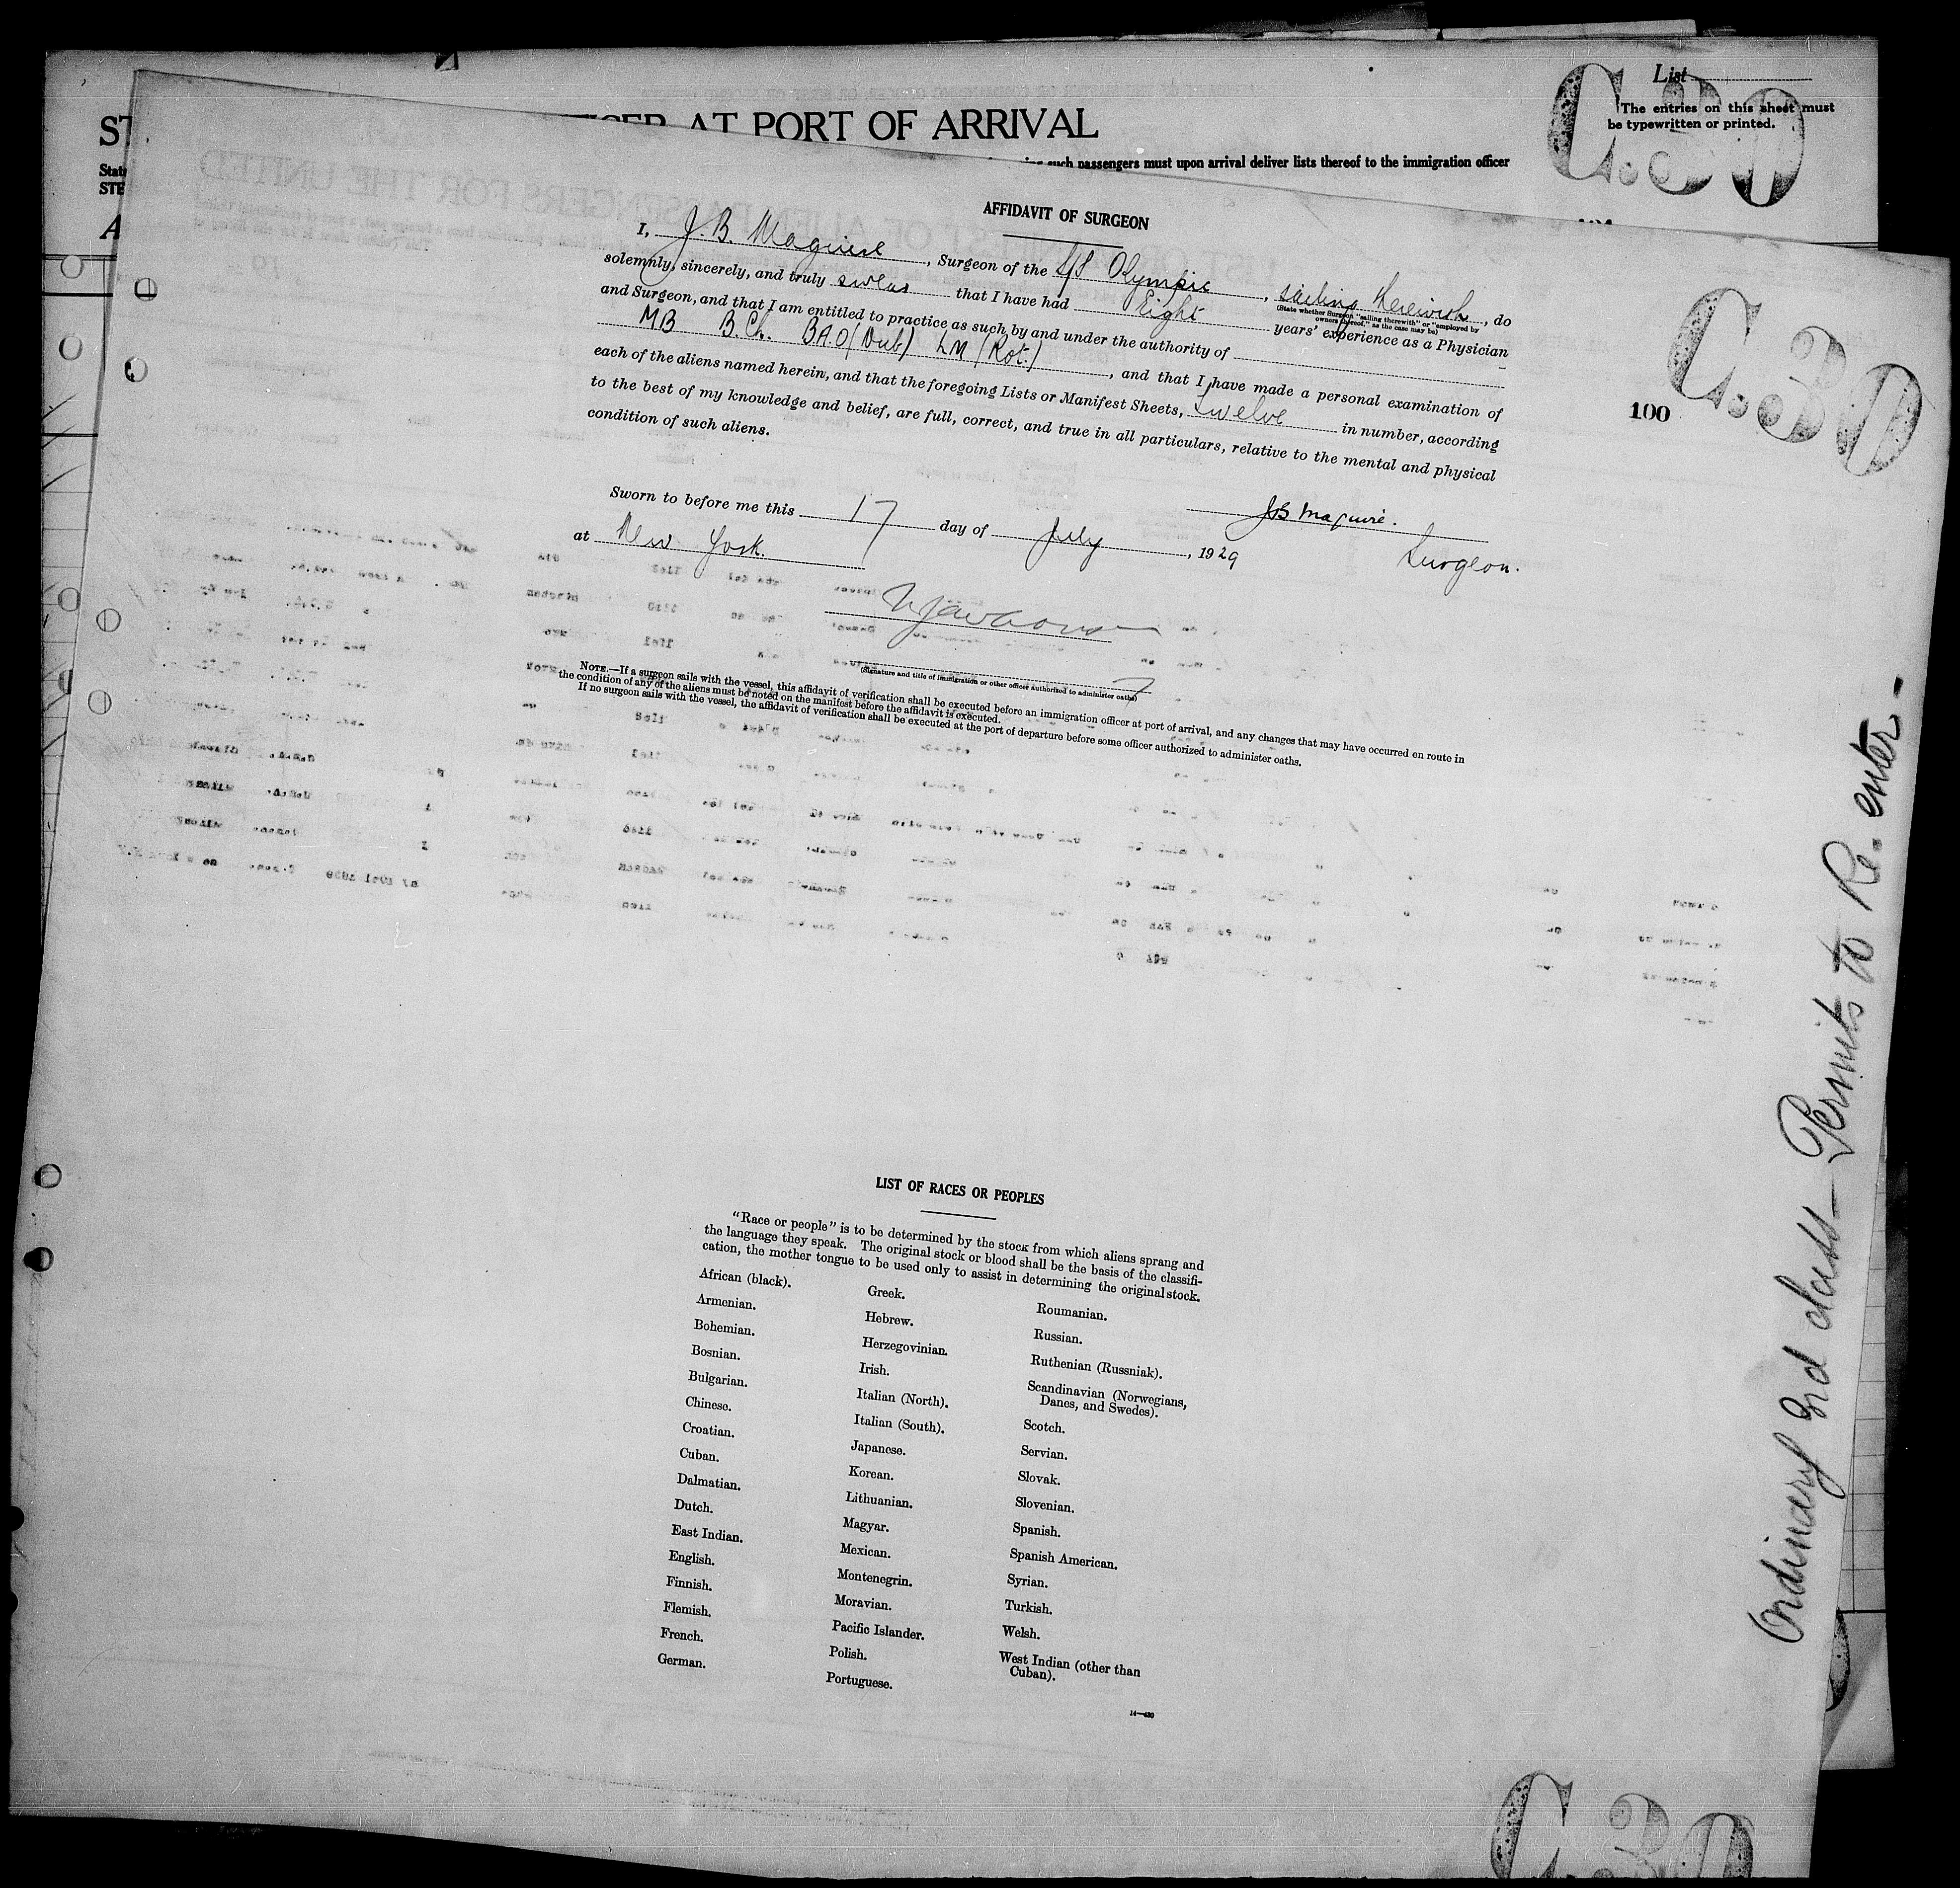 List
The entries on this sheet must
be typewritten or printed.
AT PORT OF ARRIVAL
such passengers must upon arrival deliver lists thereof to the immigration officer
C.30
AFFIDAVIT OF SURGEON
I, J. B. Maguire, Surgeon of the S/S Olympic, sailing therewith, do
(State whether Surgeon "sailing therewith" or "employed by
owners thereof," as the case may be)
solemnly, sincerely, and truly swear that I have had Eight years' experience as a Physician
and Surgeon, and that I am entitled to practice as such by and under the authority of
MB B.Ch. BAO (Dub) LM (Rot.), and that I have made a personal examination of
each of the aliens named herein, and that the foregoing Lists or Manifest Sheets, twelve in number, according
to the best of my knowledge and belief, are full, correct, and true in all particulars, relative to the mental and physical
condition of such aliens.
100
C.30
JB Maguire.
Surgeon.
Sworn to before me this 17 day of July, 1929
at New York.
(Signature and title of immigration or other officer authorized to administer oaths)
NOTE.—If a surgeon sails with the vessel, this affidavit of verification shall be executed before an immigration officer at port of arrival, and any changes that may have occurred en route in
the condition of any of the aliens must be noted on the manifest before the affidavit is executed.
If no surgeon sails with the vessel, the affidavit of verification shall be executed at the port of departure before some officer authorized to administer oaths.
Ordinary 3rd class — Permits to Re. enter -
LIST OF RACES OR PEOPLES
"Race or people" is to be determined by the stock from which aliens sprang and
the language they speak. The original stock or blood shall be the basis of the classifi-
cation, the mother tongue to be used only to assist in determining the original stock.
African (black).
Armenian.
Bohemian.
Bosnian.
Bulgarian.
Chinese.
Croatian.
Cuban.
Dalmatian.
Dutch.
East Indian.
English.
Finnish.
Flemish.
French.
German.
Greek.
Hebrew.
Herzegovinian.
Irish.
Italian (North).
Italian (South).
Japanese.
Korean.
Lithuanian.
Magyar.
Mexican.
Montenegrin.
Moravian.
Pacific Islander.
Polish.
Portuguese.
Roumanian.
Russian.
Ruthenian (Russniak).
Scandinavian (Norwegians,
Danes, and Swedes).
Scotch.
Servian.
Slovak.
Slovenian.
Spanish.
Spanish American.
Syrian.
Turkish.
Welsh.
West Indian (other than
Cuban).
C.30